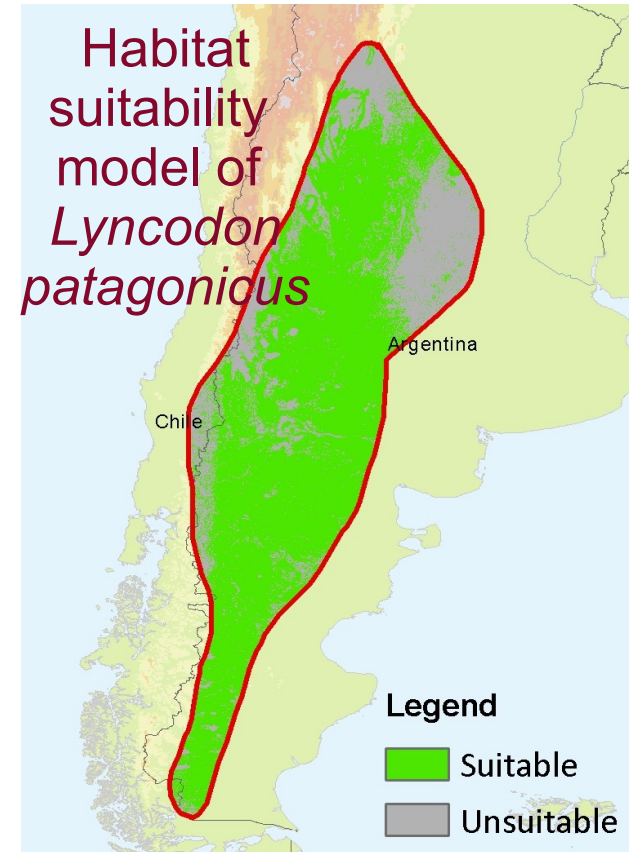 Habitat
suitability
model of
Lyncodon
patagonicus
Argentina
Chile
Legend
Suitable
Unsuitable